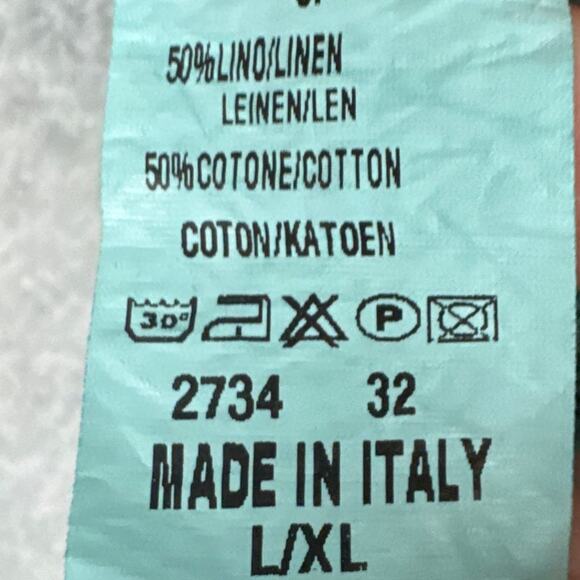 50%LINO/LINEN
LEINEN/LEN
50%COTONE/COTTON
COTON/KATOEN
30° P
2734 32
MADE IN ITALY
L/XL